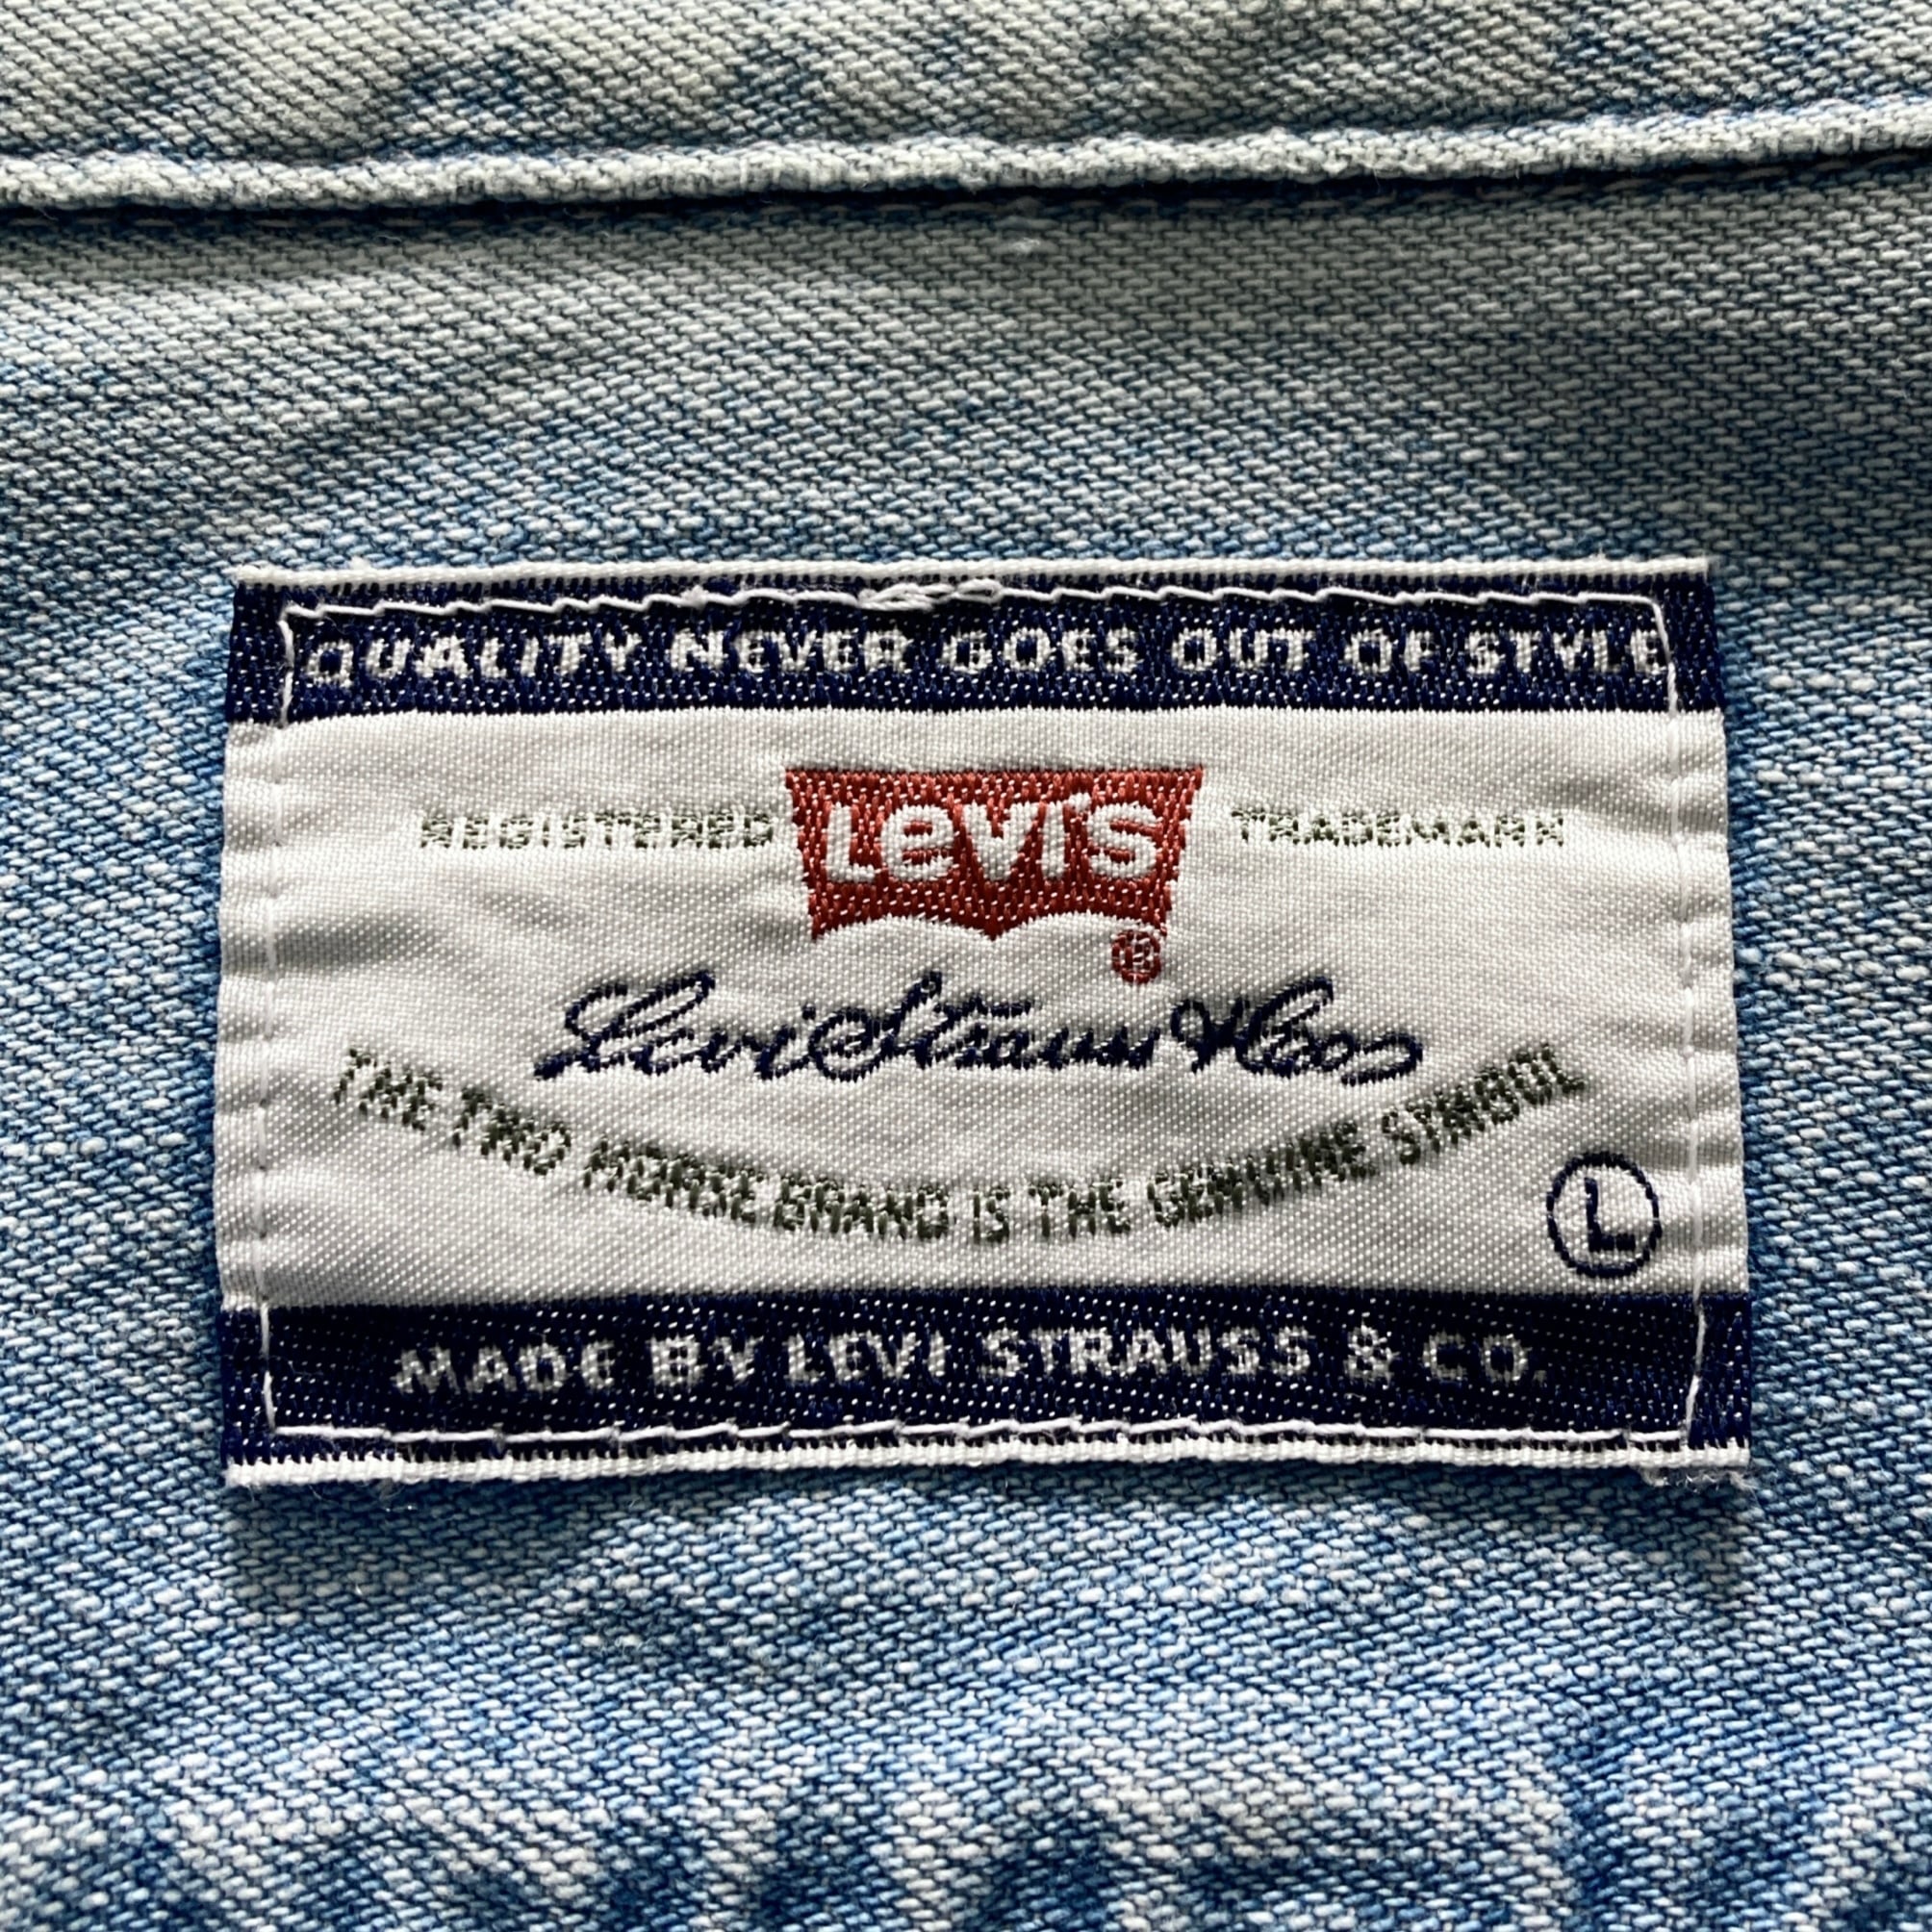 QUALITY NEVER GOES OUT OF STYLE
REGISTERED Levi's TRADEMARK
®
Levi Strauss & Co
THE TWO HORSE BRAND IS THE GENUINE SYMBOL
L
MADE BY LEVI STRAUSS & CO.